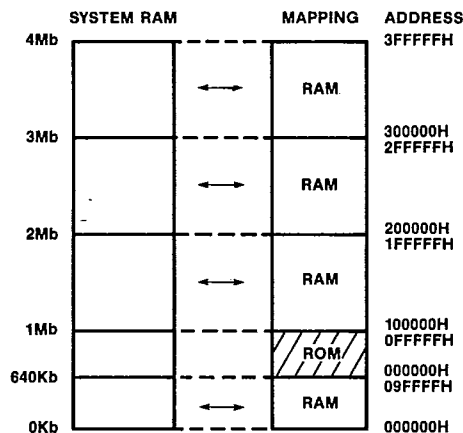 SYSTEM RAM MAPPING ADDRESS
4Mb 3FFFFFH
RAM
3Mb 300000H
2FFFFFH
RAM
2Mb 200000H
1FFFFFH
RAM
1Mb 100000H
0FFFFFH
ROM
640Kb 000000H
09FFFFH
RAM
0Kb 000000H